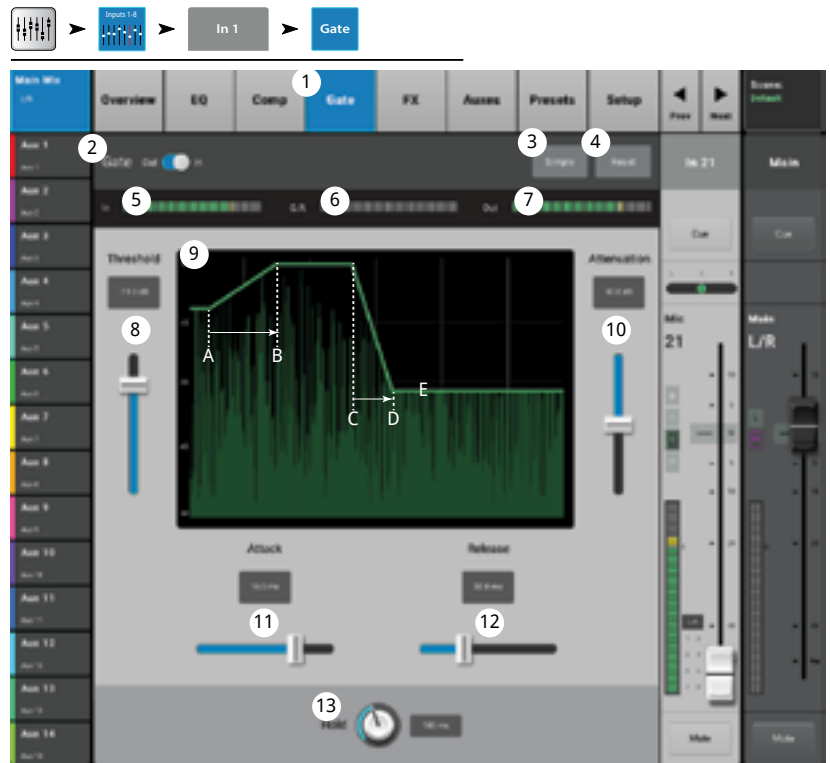 Inputs 1-8
In 1
Gate
1
Main Mix
L/R
Overview
EQ
Comp
Gate
FX
Auxes
Presets
Setup
Prev
Next
Scene:
Default
2
Gate
Out
In
3
Simple
4
Reset
In 21
Main
5
In
6
G/R
7
Out
Cue
Cue
Threshold
9
Attenuation
8
10
A
B
C
D
E
Mic
21
Main
L/R
Attack
Release
11
12
13
Hold
Mute
Mute
Aux 1
Aux 2
Aux 3
Aux 4
Aux 5
Aux 6
Aux 7
Aux 8
Aux 9
Aux 10
Aux 11
Aux 12
Aux 13
Aux 14